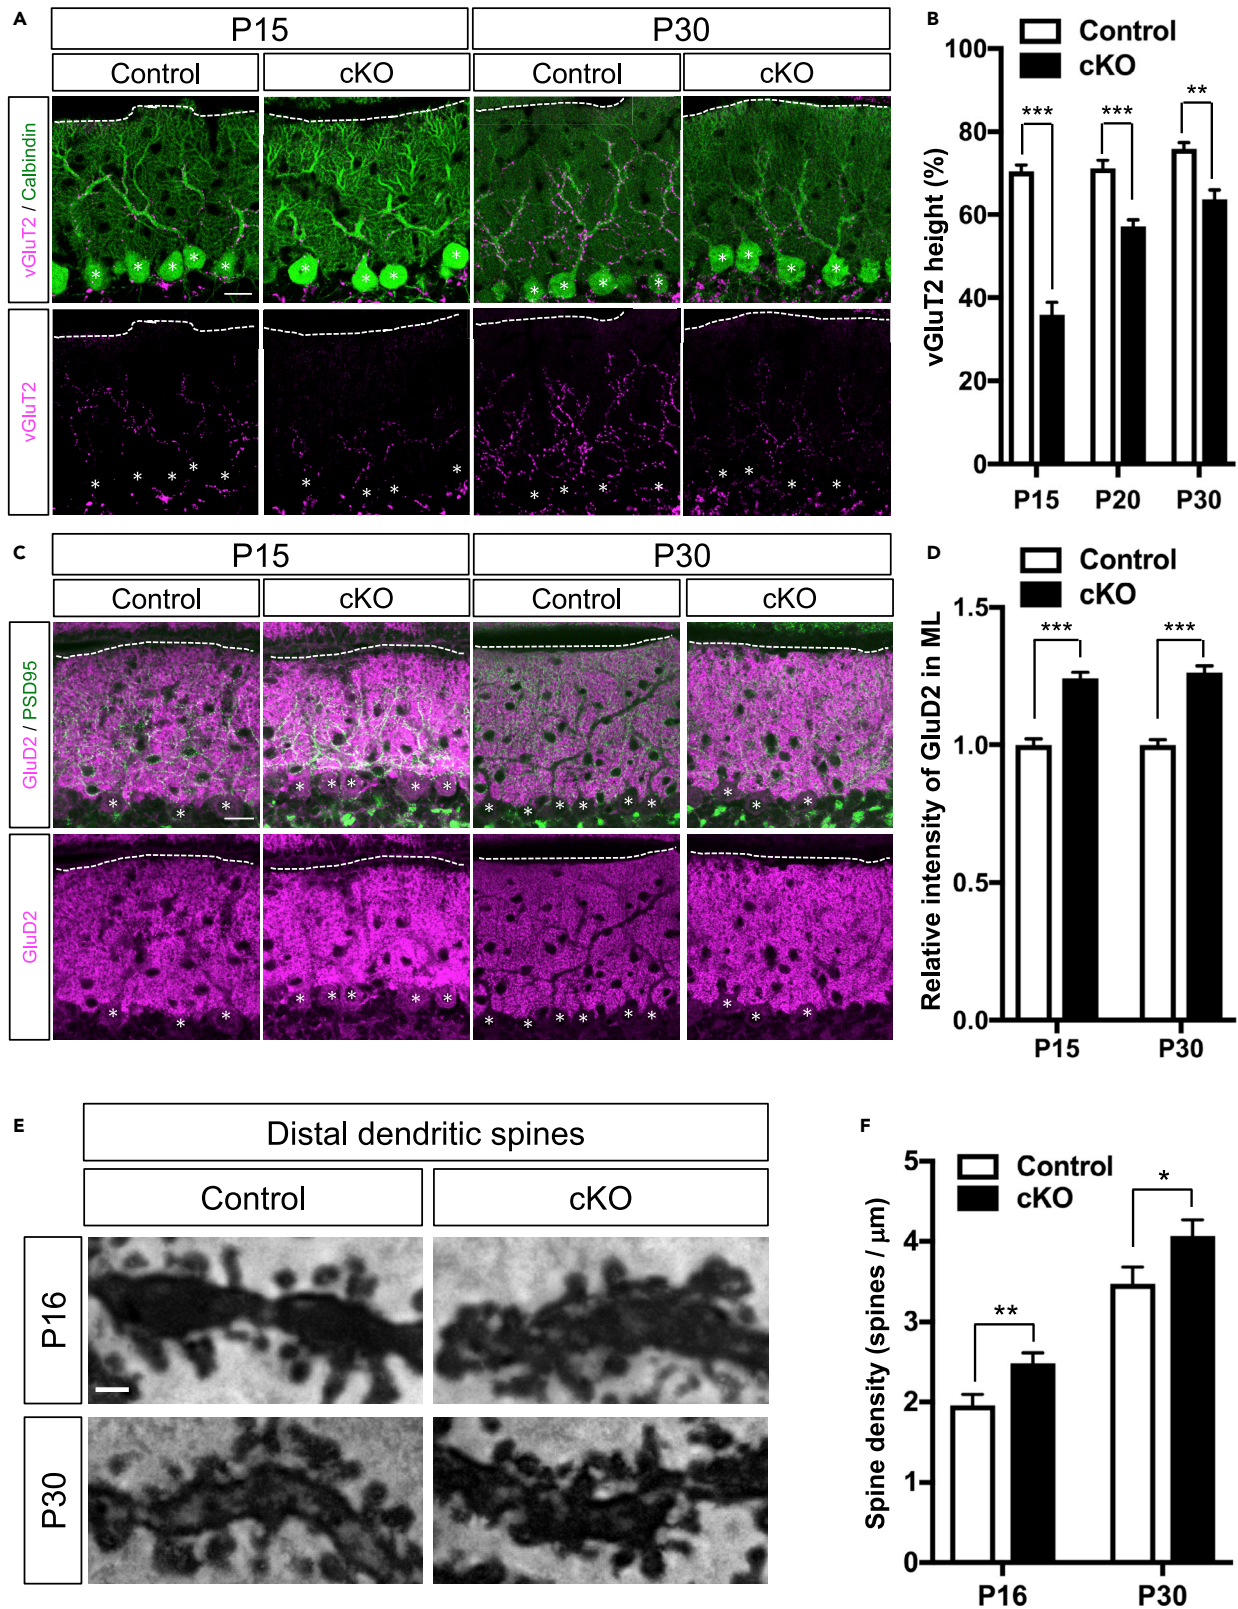 A
P15
P30
Control
cKO
Control
cKO
vGluT2 / Calbindin
* * * * *
* * * *
* * * *
* * * *
vGluT2
* * * * *
* * * *
* * * *
* * * *
B
Control
cKO
vGluT2 height (%)
100
80
60
40
20
0
***
***
**
P15
P20
P30
C
P15
P30
Control
cKO
Control
cKO
GluD2 / PSD95
* * *
* * * * *
* * * * * *
* * *
GluD2
* * *
* * * * *
* * * * * *
* * *
D
Control
cKO
Relative intensity of GluD2 in ML
1.5
1.0
0.5
0.0
***
***
P15
P30
E
Distal dendritic spines
Control
cKO
P16
P30
F
Control
cKO
Spine density (spines / μm)
5
4
3
2
1
0
**
*
P16
P30